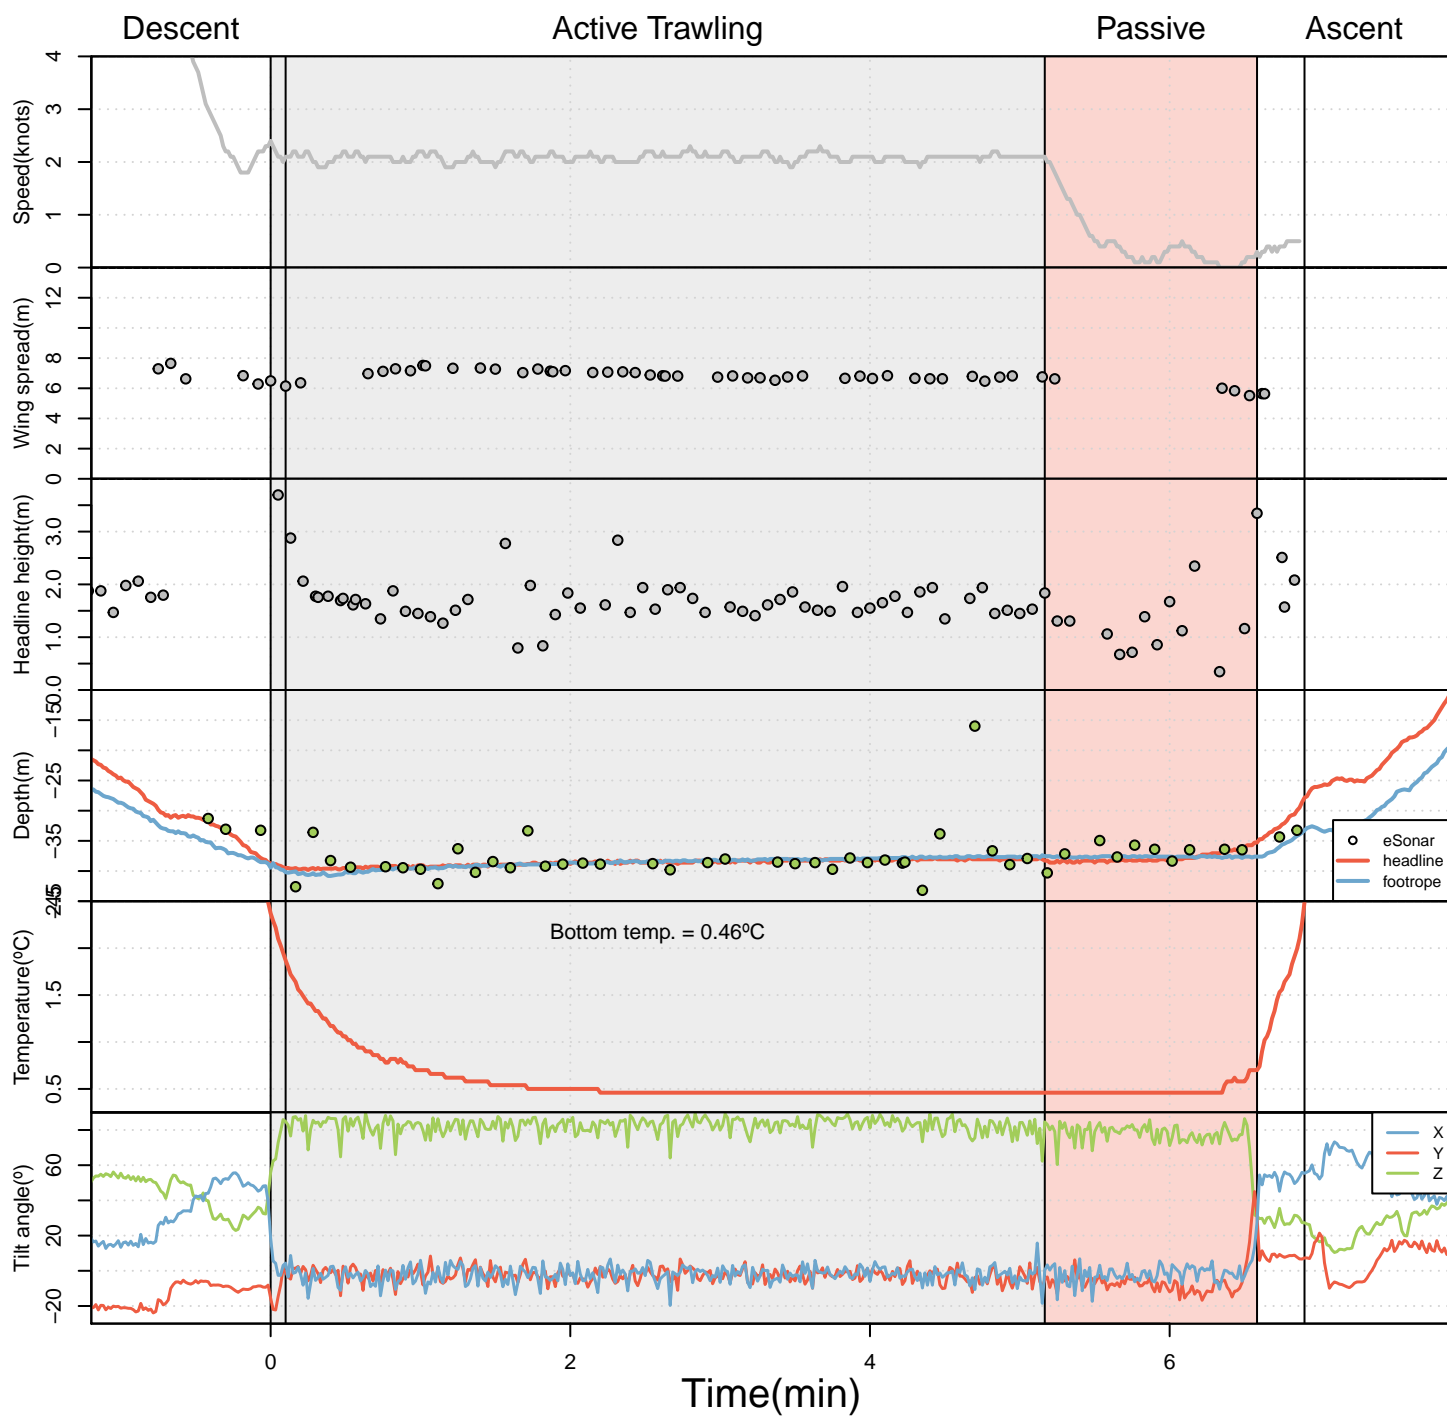 Descent Active Trawling Passive Ascent
Speed(knots)
4
3
2
1
0
Wing spread(m)
12
8
6
4
2
0
Headline height(m)
3.0
2.0
1.0
0.0
Depth(m)
−15
−25
−35
−45
eSonar
headline
footrope
Temperature(ºC)
2.5
1.5
0.5
Bottom temp. = 0.46ºC
Tilt angle(º)
60
20
−20
X
Y
Z
0 2 4 6
Time(min)